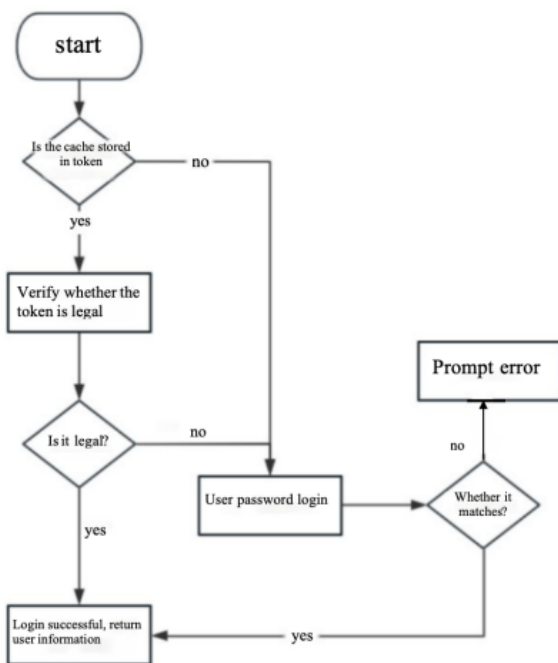 start
Is the cache stored
in token
no
yes
Verify whether the
token is legal
Prompt error
Is it legal?
no
no
User password login
Whether it
matches?
yes
Login successful, return
user information
yes